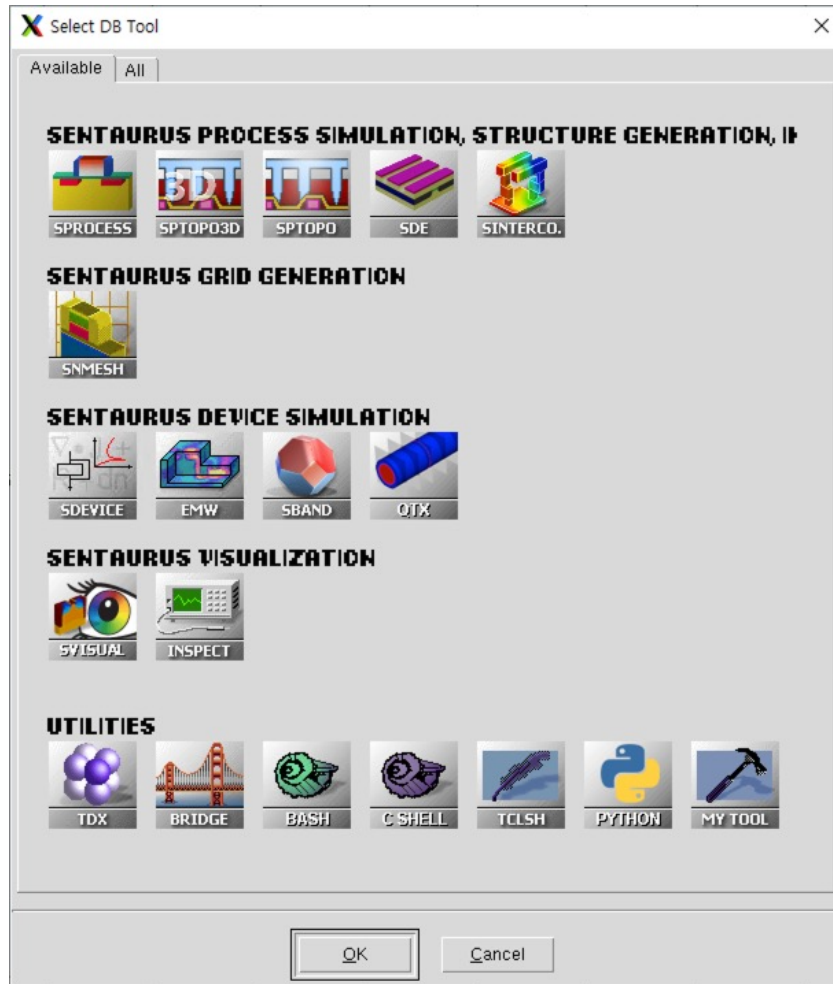 Select DB Tool
Available All
SENTAURUS PROCESS SIMULATION, STRUCTURE GENERATION, IN
3D
SPROCESS SPTOPO3D SPTOPO SDE SINTERCO.
SENTAURUS GRID GENERATION
SNMESH
SENTAURUS DEVICE SIMULATION
SDEVICE EMW SBAND QTX
SENTAURUS VISUALIZATION
SVISUAL INSPECT
UTILITIES
TDX BRIDGE BASH C SHELL TCLSH PYTHON MY TOOL
OK Cancel